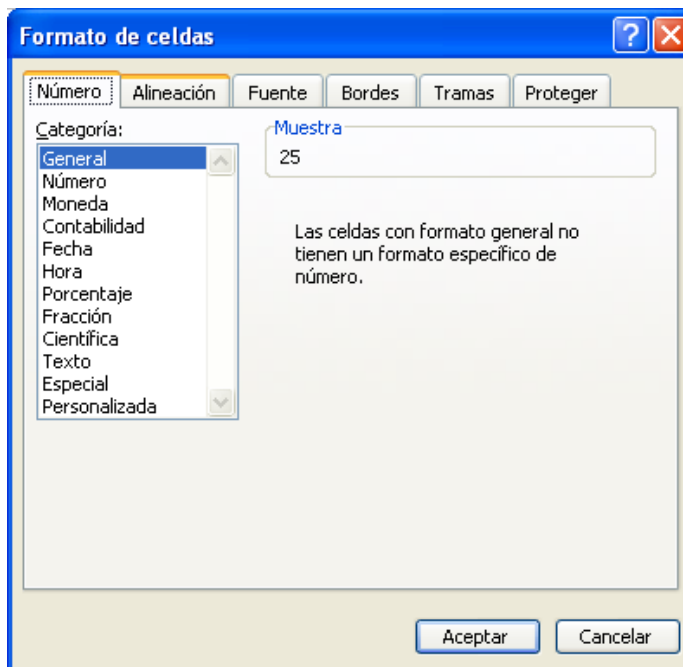 Formato de celdas
Número Alineación Fuente Bordes Tramas Proteger
Categoría:
General
Número
Moneda
Contabilidad
Fecha
Hora
Porcentaje
Fracción
Científica
Texto
Especial
Personalizada
Muestra
25
Las celdas con formato general no
tienen un formato específico de
número.
Aceptar Cancelar